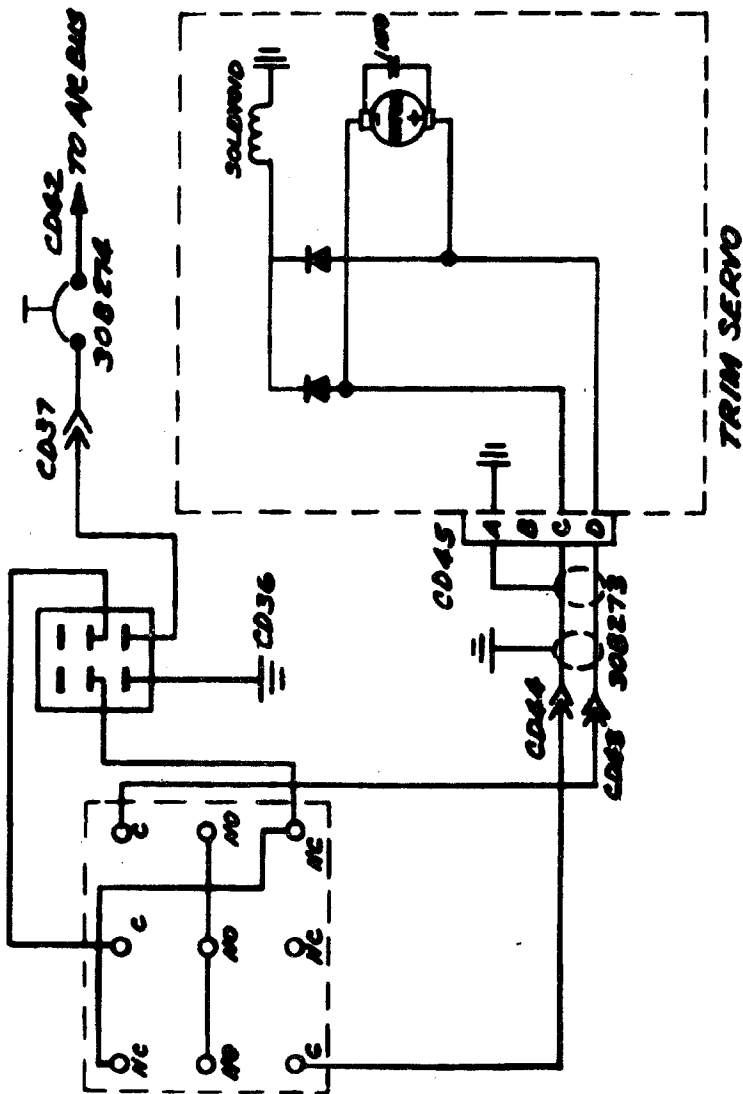 TO A/C BUS
CD42
30B274
CD37
SOLENOID
TRIM SERVO
CD45
A
B
C
D
CD36
30B273
CD44
CD43
C
NO
NC
C
NO
NC
NC
NO
C